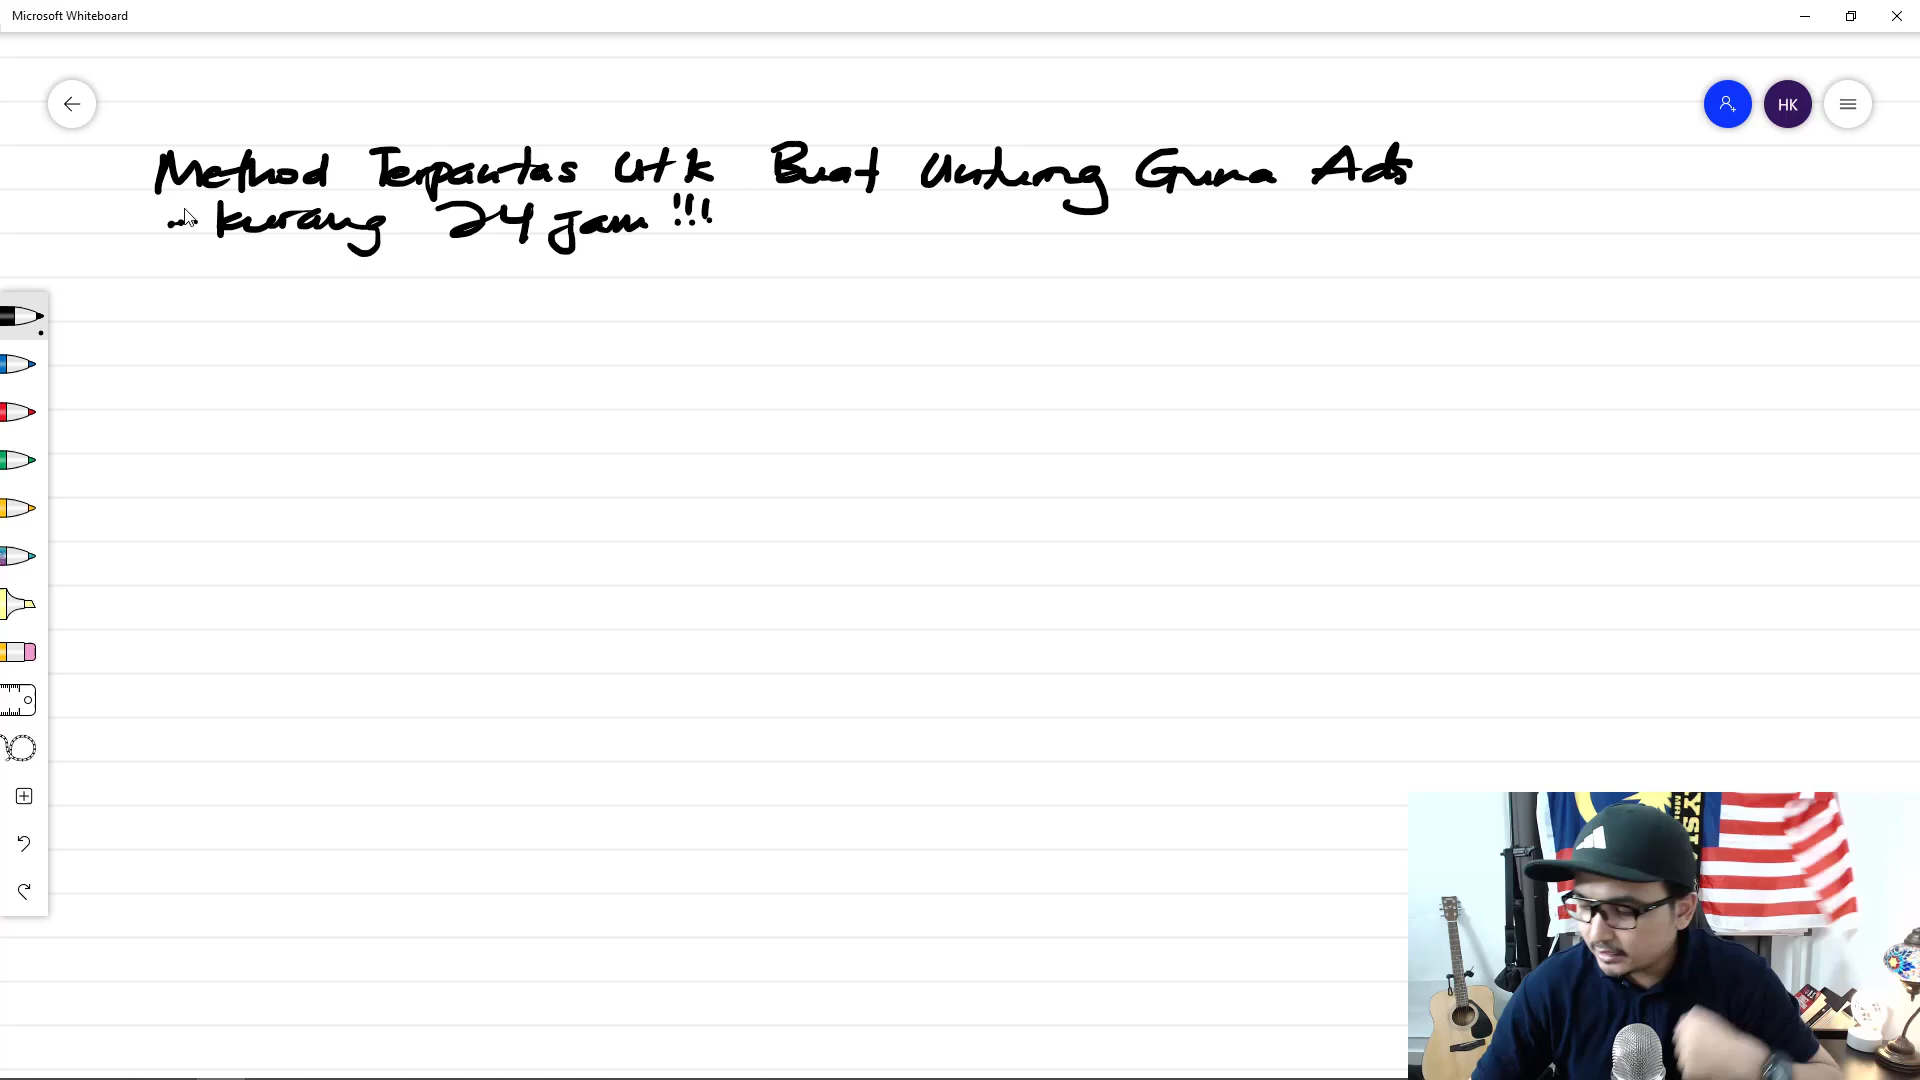 Microsoft Whiteboard
HK
Method Terpantas Utk Buat Untung Guna Ads
... kurang 24 jam !!!